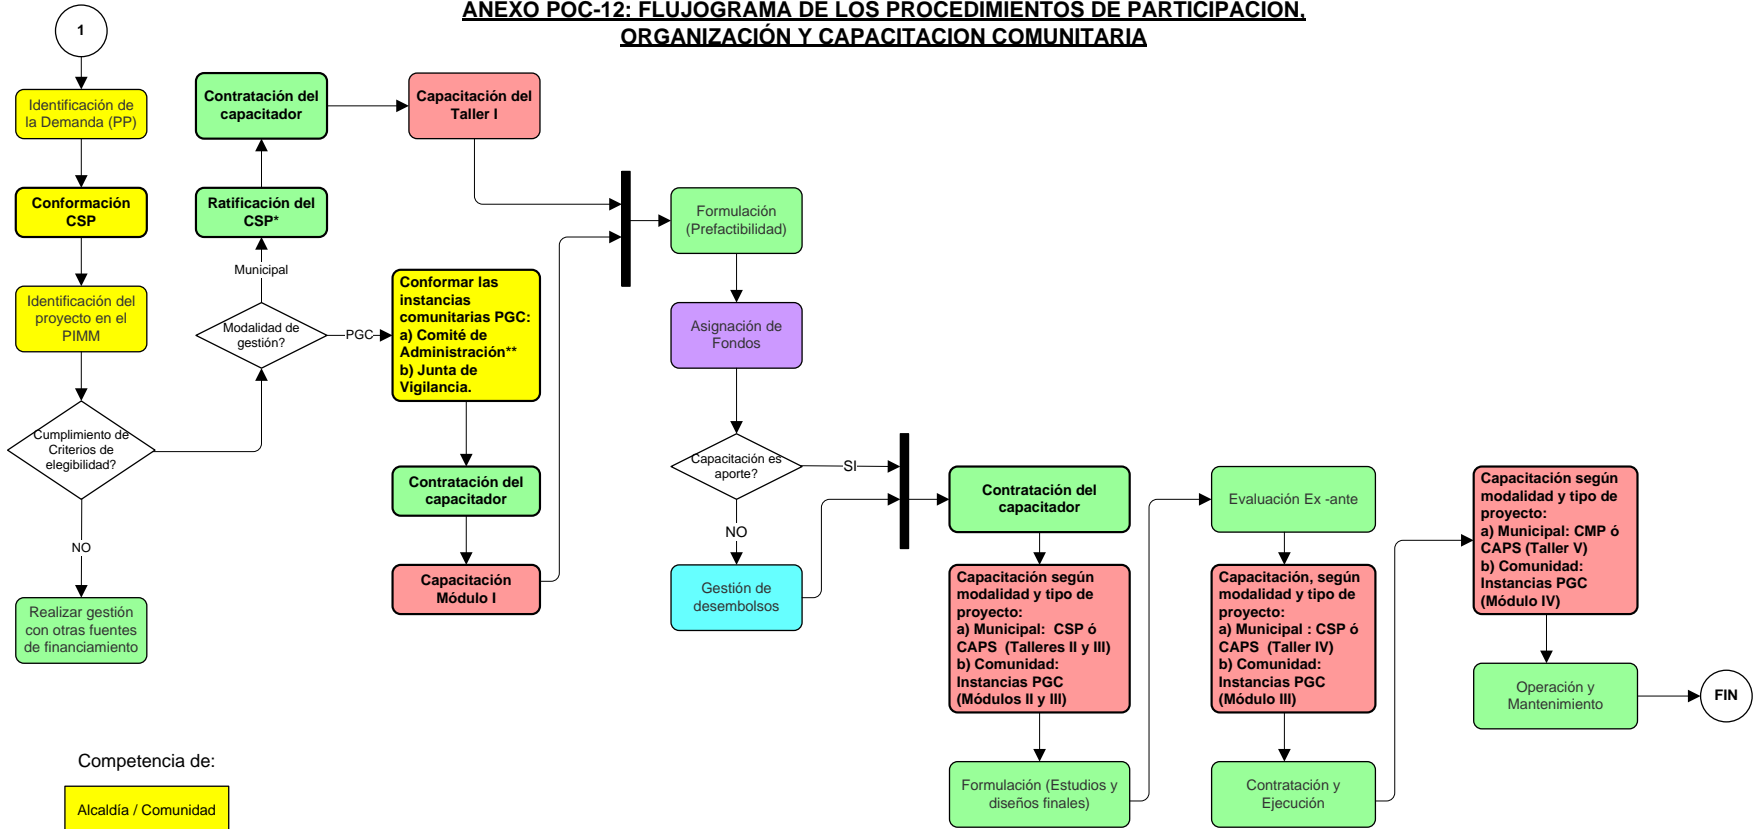 ANEXO POC-12: FLUJOGRAMA DE LOS PROCEDIMIENTOS DE PARTICIPACION,
ORGANIZACIÓN Y CAPACITACION COMUNITARIA
1
Identificación de
la Demanda (PP)
Conformación
CSP
Identificación del
proyecto en el
PIMM
Cumplimiento de
Criterios de
elegibilidad?
NO
Realizar gestión
con otras fuentes
de financiamiento
Contratación del
capacitador
Ratificación del
CSP*
Municipal
Modalidad de
gestión?
PGC
Capacitación del
Taller I
Conformar las
instancias
comunitarias PGC:
a) Comité de
Administración**
b) Junta de
Vigilancia.
Contratación del
capacitador
Capacitación
Módulo I
Formulación
(Prefactibilidad)
Asignación de
Fondos
Capacitación es
aporte?
SI
NO
Gestión de
desembolsos
Contratación del
capacitador
Capacitación según
modalidad y tipo de
proyecto:
a) Municipal: CSP ó
CAPS (Talleres II y III)
b) Comunidad:
Instancias PGC
(Módulos II y III)
Formulación (Estudios y
diseños finales)
Evaluación Ex -ante
Capacitación, según
modalidad y tipo de
proyecto:
a) Municipal : CSP ó
CAPS (Taller IV)
b) Comunidad:
Instancias PGC
(Módulo III)
Contratación y
Ejecución
Capacitación según
modalidad y tipo de
proyecto:
a) Municipal: CMP ó
CAPS (Taller V)
b) Comunidad:
Instancias PGC
(Módulo IV)
Operación y
Mantenimiento
FIN
Competencia de:
Alcaldía / Comunidad